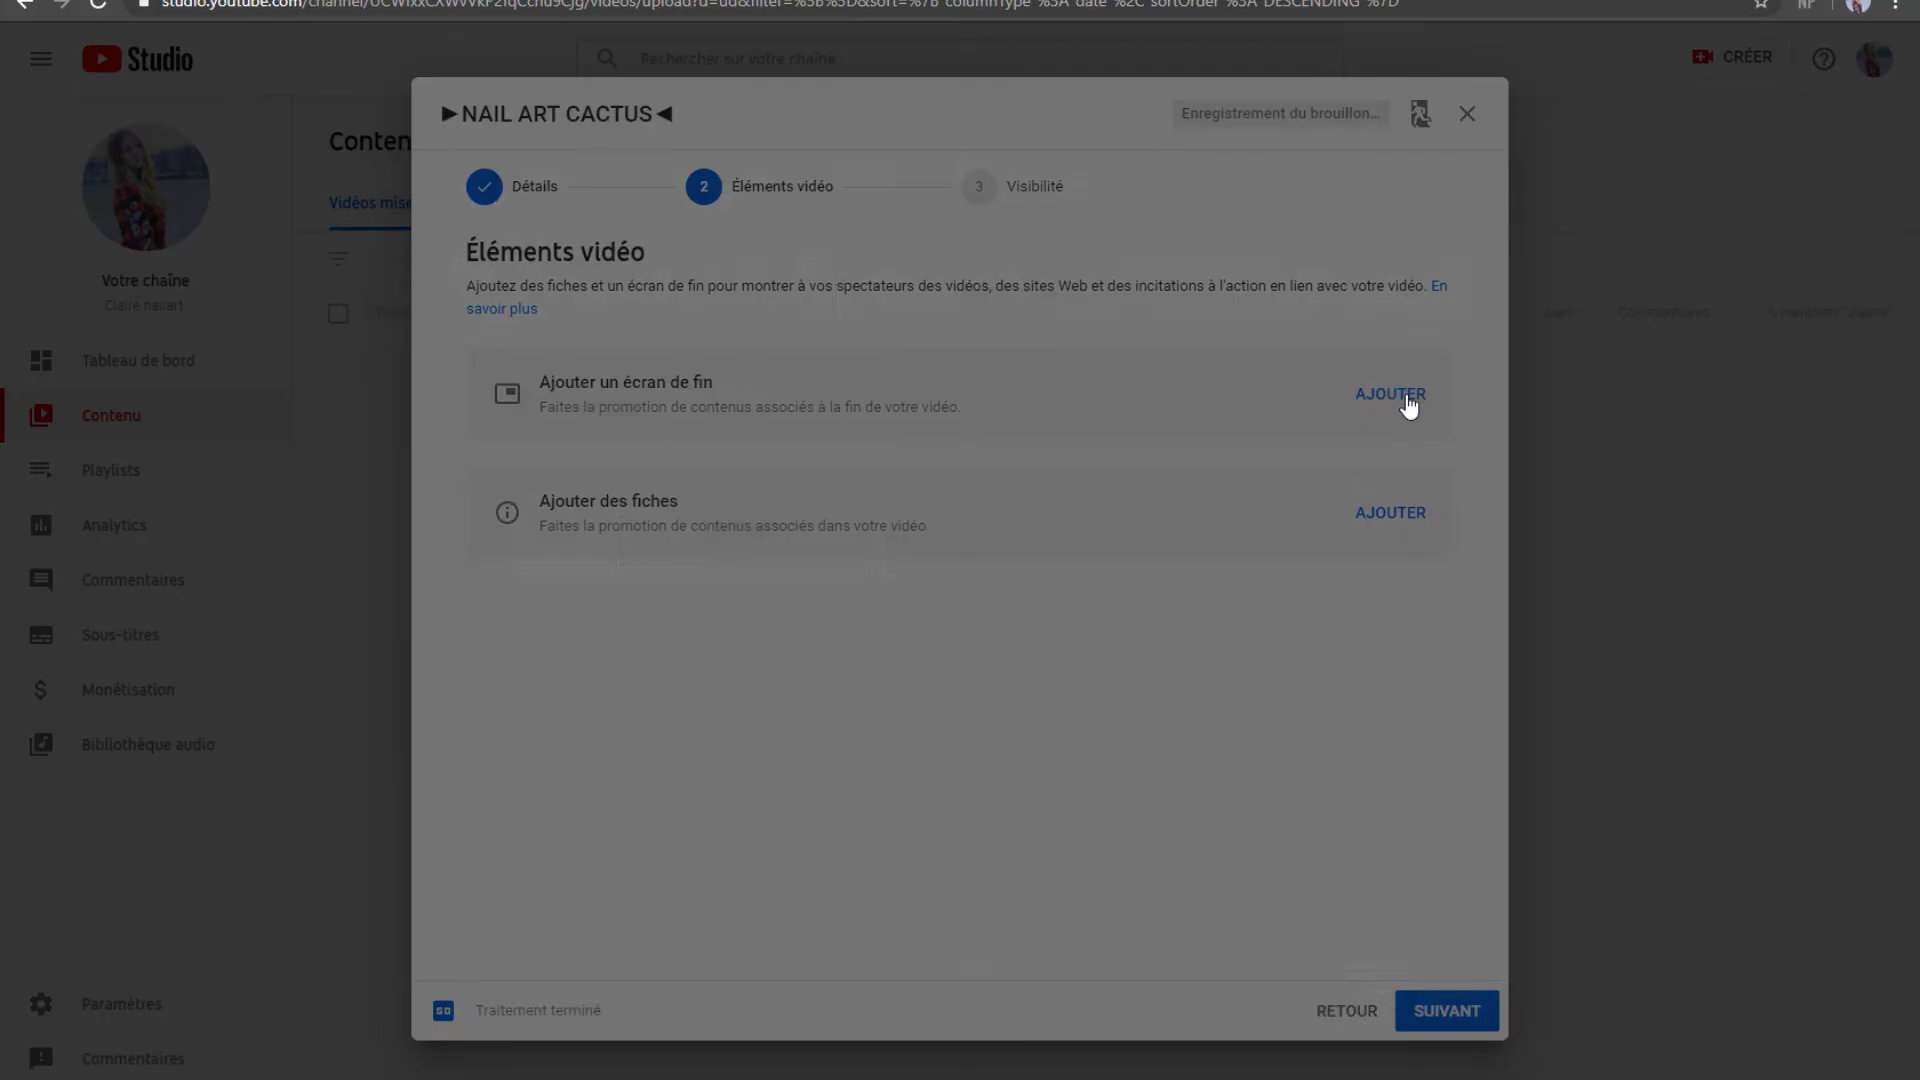 Studio
Rechercher sur votre chaîne
CRÉER
NP
►NAIL ART CACTUS◄
Enregistrement du brouillon...
Conten
Vidéos mise
✓ Détails
2 Éléments vidéo
3 Visibilité
Votre chaîne
Claire nailart
Éléments vidéo
Ajoutez des fiches et un écran de fin pour montrer à vos spectateurs des vidéos, des sites Web et des incitations à l'action en lien avec votre vidéo. En
savoir plus
Commentaires
Tableau de bord
Contenu
Playlists
Analytics
Commentaires
Sous-titres
Monétisation
Bibliothèque audio
Paramètres
Commentaires
Ajouter un écran de fin
Faites la promotion de contenus associés à la fin de votre vidéo.
AJOUTER
Ajouter des fiches
Faites la promotion de contenus associés dans votre vidéo.
AJOUTER
SD Traitement terminé
RETOUR
SUIVANT